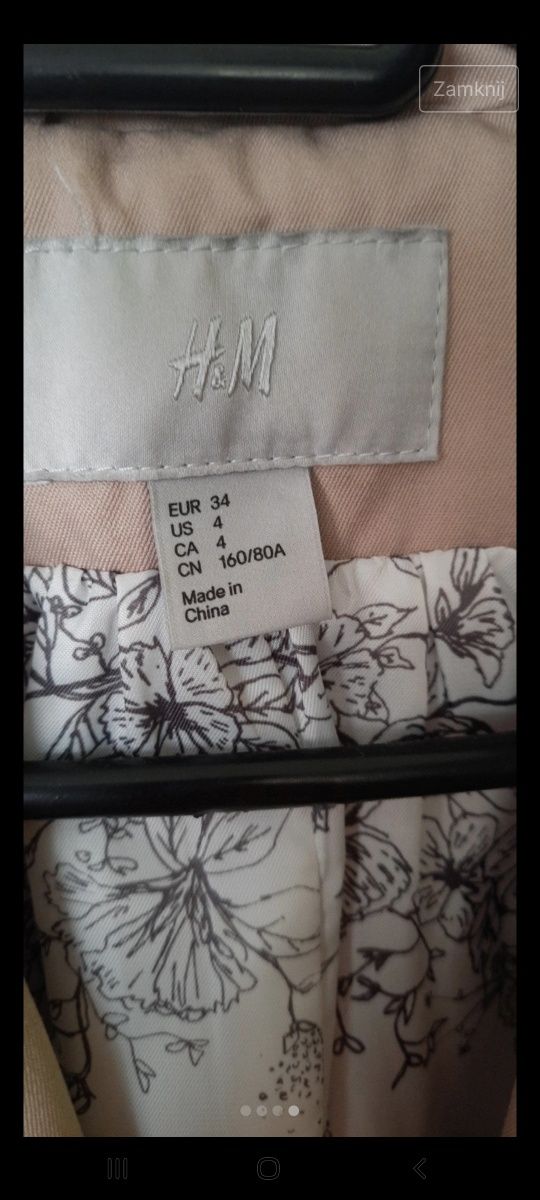 Zamknij
H&M
EUR 34
US 4
CA 4
CN 160/80A
Made in
China